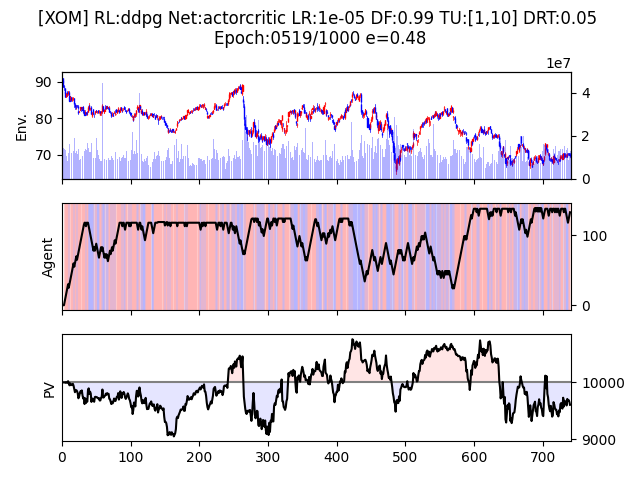 [XOM] RL:ddpg Net:actorcritic LR:1e-05 DF:0.99 TU:[1,10] DRT:0.05
Epoch:0519/1000 e=0.48
1e7
90
80
70
Env.
4
2
0
Agent
100
0
PV
10000
9000
0 100 200 300 400 500 600 700